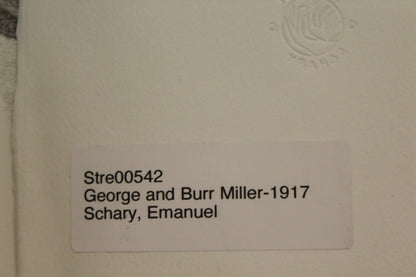 Stre00542
George and Burr Miller-1917
Schary, Emanuel